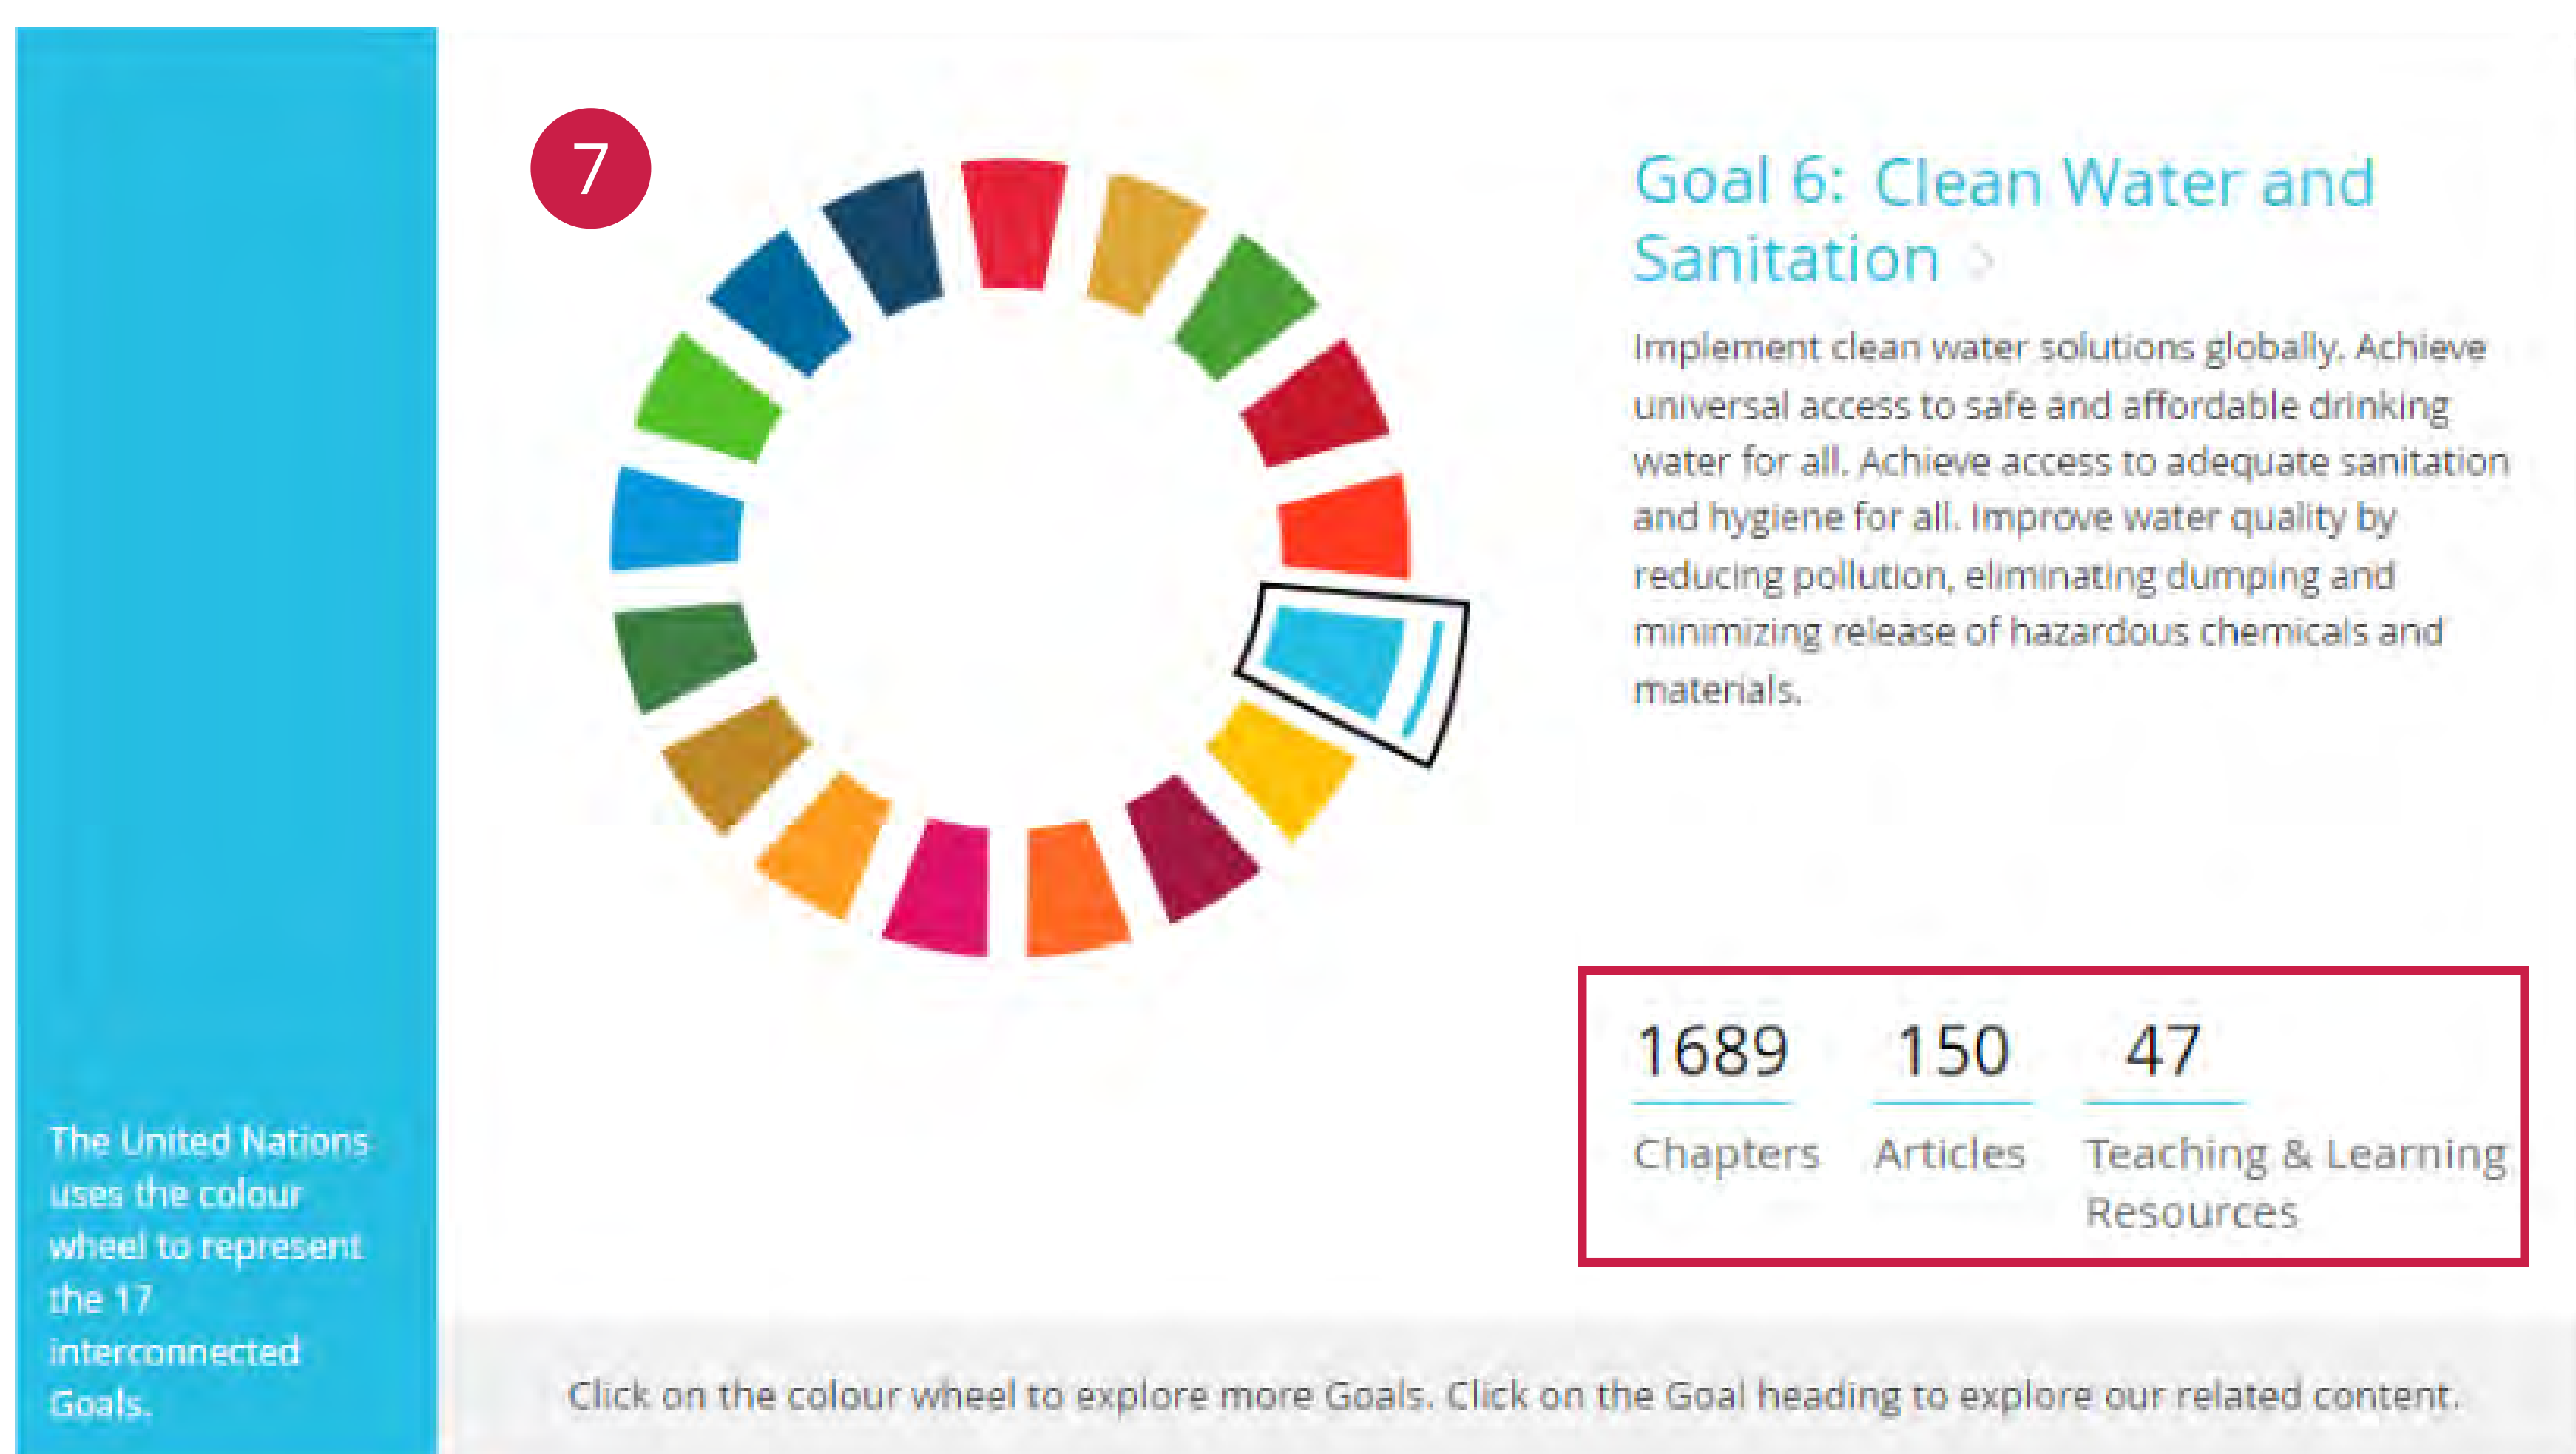 7
Goal 6: Clean Water and
Sanitation >
Implement clean water solutions globally. Achieve
universal access to safe and affordable drinking
water for all. Achieve access to adequate sanitation
and hygiene for all. Improve water quality by
reducing pollution, eliminating dumping and
minimizing release of hazardous chemicals and
materials.
1689 150 47
Chapters Articles Teaching & Learning
Resources
The United Nations
uses the colour
wheel to represent
the 17
interconnected
Goals.
Click on the colour wheel to explore more Goals. Click on the Goal heading to explore our related content.